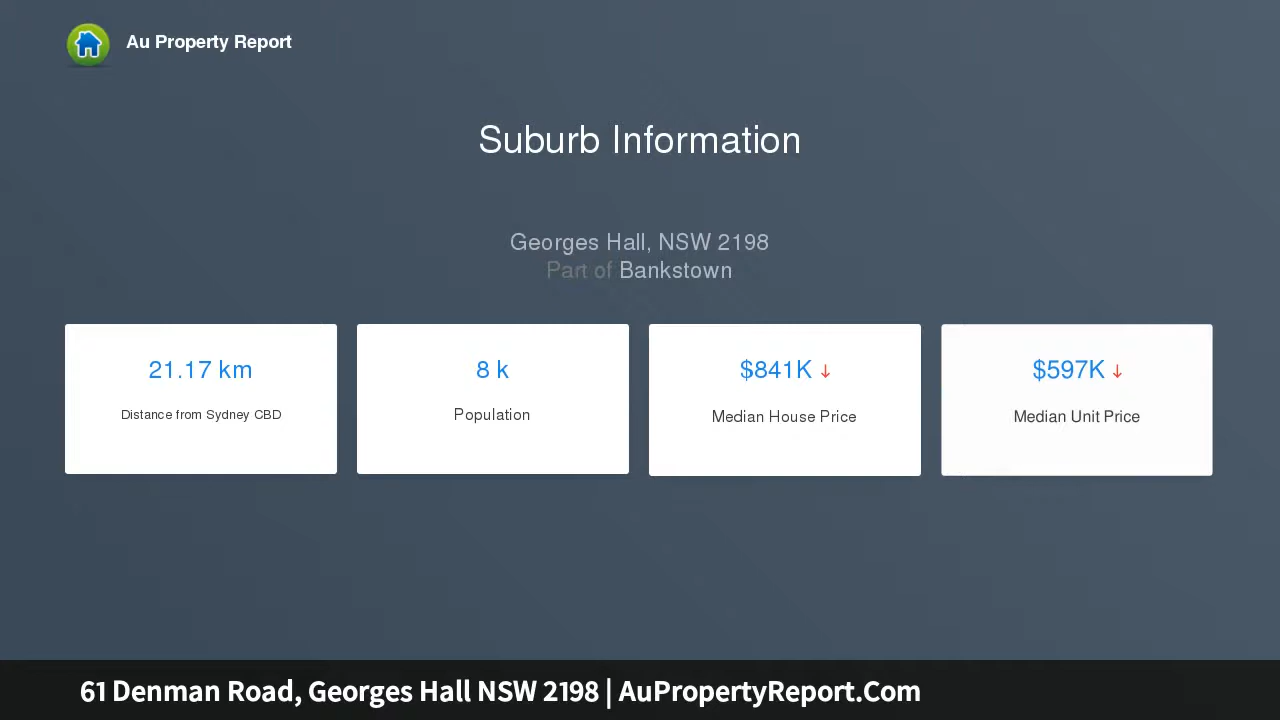 Au Property Report
Suburb Information
Georges Hall, NSW 2198
Part of Bankstown
21.17 km
Distance from Sydney CBD
8 k
Population
$841K ↓
Median House Price
$597K ↓
Median Unit Price
61 Denman Road, Georges Hall NSW 2198 | AuPropertyReport.Com